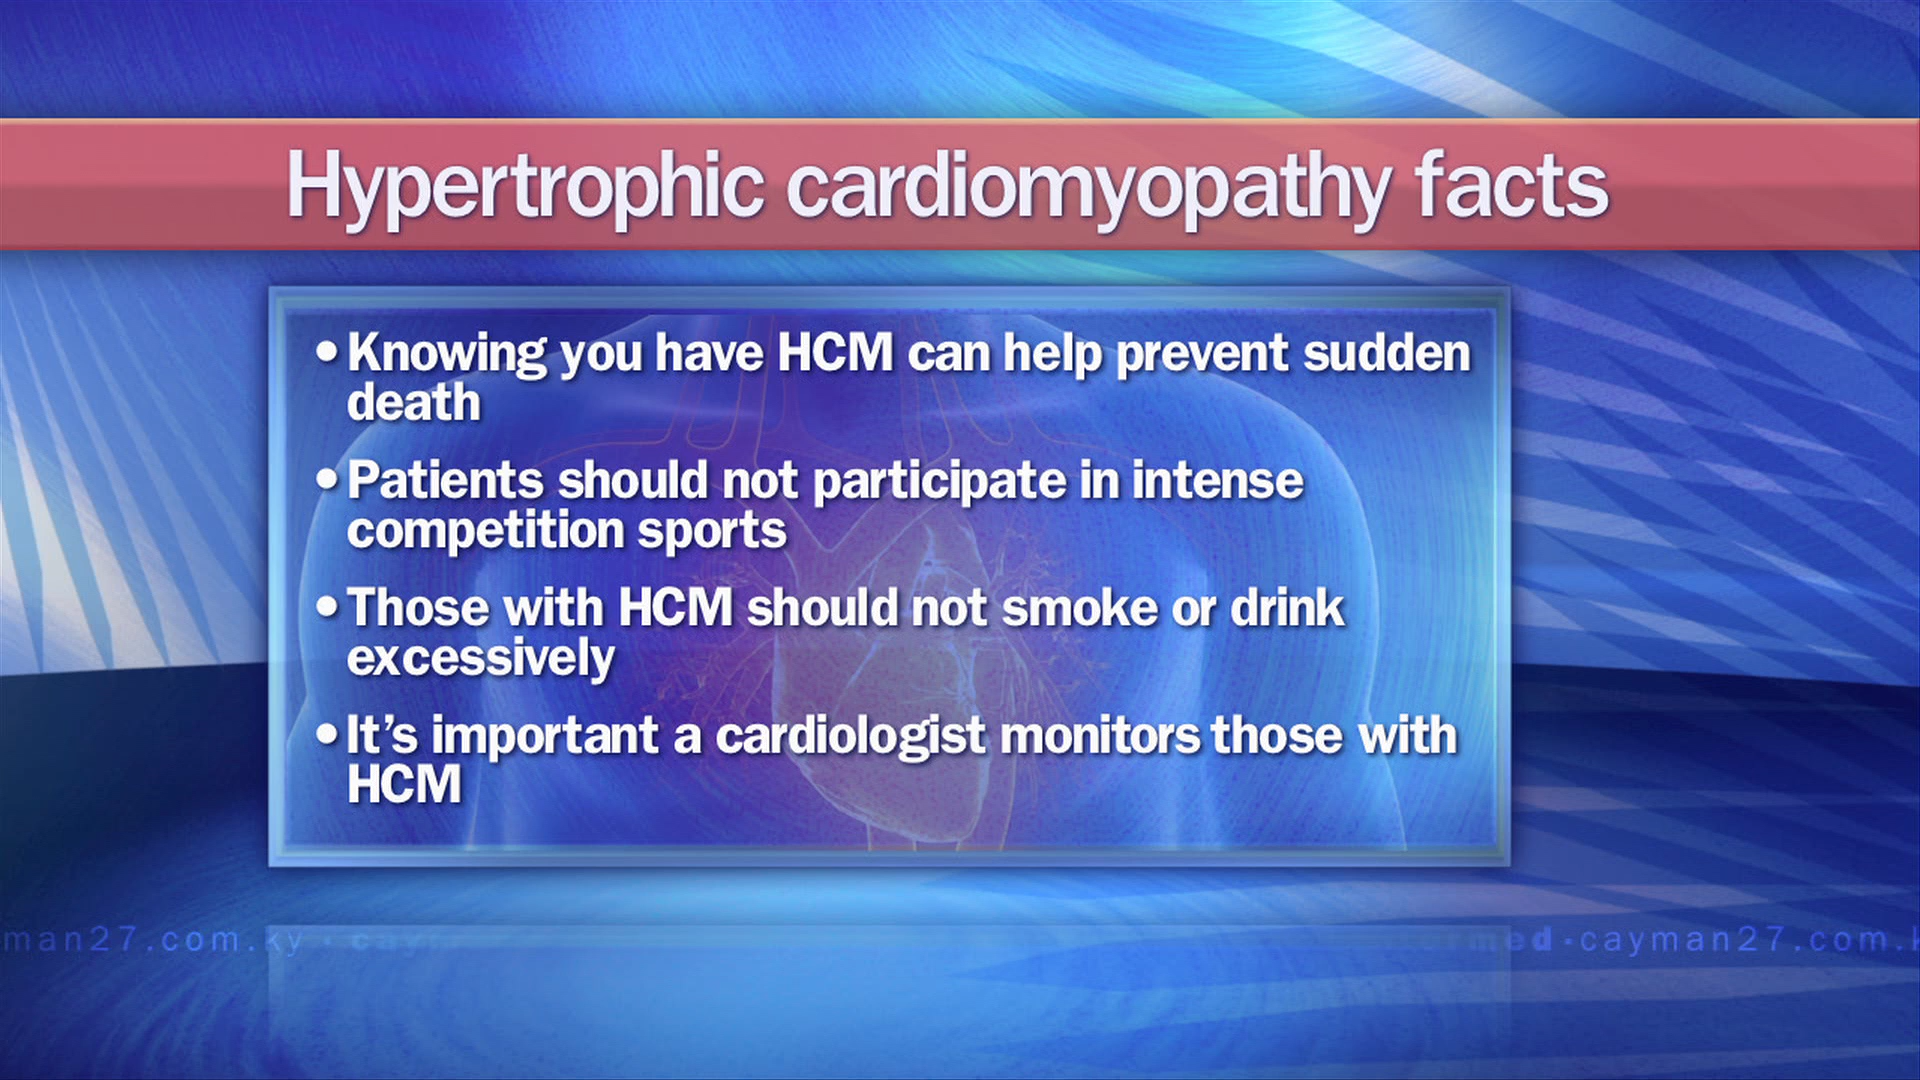 Hypertrophic cardiomyopathy facts
•Knowing you have HCM can help prevent sudden
death
•Patients should not participate in intense
competition sports
•Those with HCM should not smoke or drink
excessively
•It's important a cardiologist monitors those with
HCM
man27.com.ky
med•cayman27.com.k